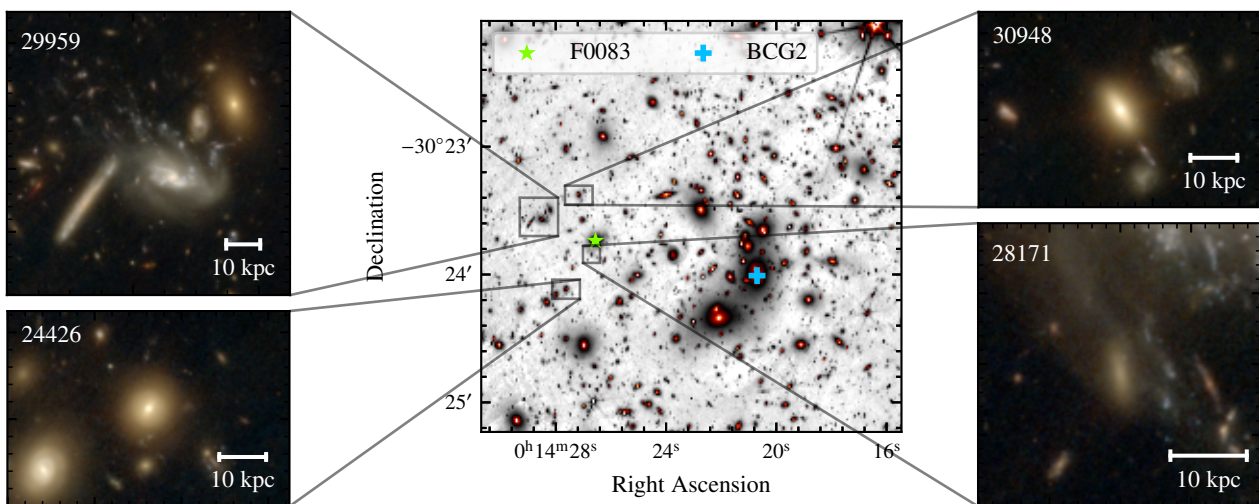 29959
10 kpc
24426
10 kpc
F0083 BCG2
−30°23′
24′
25′
Declination
0ʰ14ᵐ28ˢ 24ˢ 20ˢ 16ˢ
Right Ascension
30948
10 kpc
28171
10 kpc